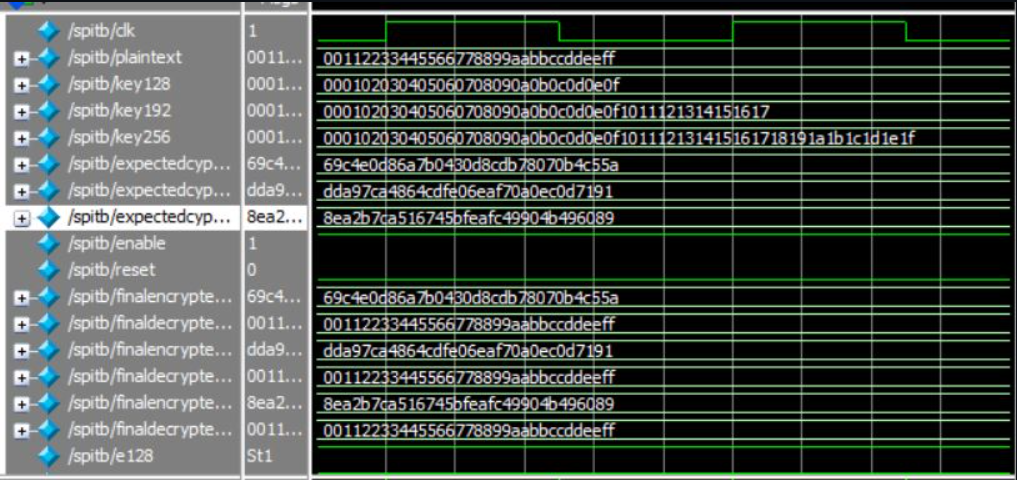 /spitb/clk 1
/spitb/plaintext 0011... 00112233445566778899aabbccddeeff
/spitb/key128 0001... 000102030405060708090a0b0c0d0e0f
/spitb/key192 0001... 000102030405060708090a0b0c0d0e0f1011121314151617
/spitb/key256 0001... 000102030405060708090a0b0c0d0e0f101112131415161718191a1b1c1d1e1f
/spitb/expectedcyp... 69c4... 69c4e0d86a7b0430d8cdb78070b4c55a
/spitb/expectedcyp... dda9... dda97ca4864cdfe06eaf70a0ec0d7191
/spitb/expectedcyp... 8ea2... 8ea2b7ca516745bfeafc49904b496089
/spitb/enable 1
/spitb/reset 0
/spitb/finalencrypte... 69c4... 69c4e0d86a7b0430d8cdb78070b4c55a
/spitb/finaldecrypte... 0011... 00112233445566778899aabbccddeeff
/spitb/finalencrypte... dda9... dda97ca4864cdfe06eaf70a0ec0d7191
/spitb/finaldecrypte... 0011... 00112233445566778899aabbccddeeff
/spitb/finalencrypte... 8ea2... 8ea2b7ca516745bfeafc49904b496089
/spitb/finaldecrypte... 0011... 00112233445566778899aabbccddeeff
/spitb/e128 St1